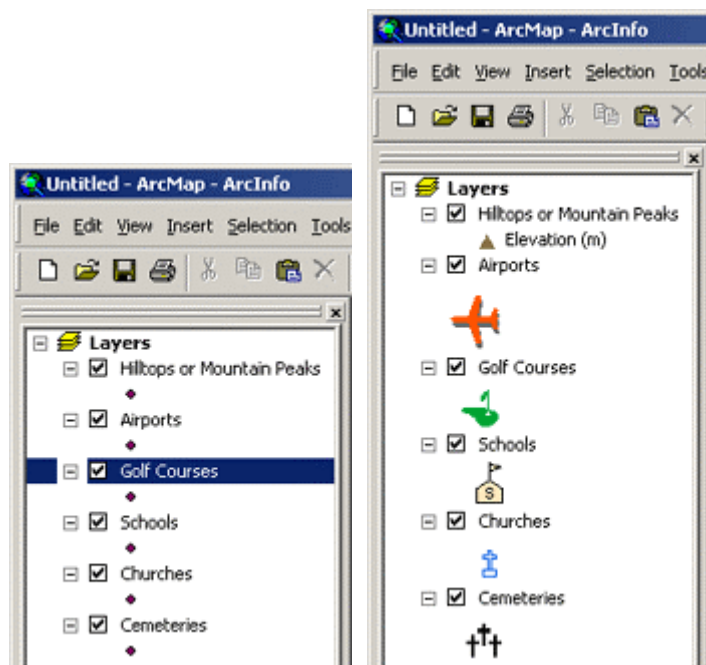 Untitled - ArcMap - ArcInfo
File Edit View Insert Selection Tools
Layers
Hilltops or Mountain Peaks
Airports
Golf Courses
Schools
Churches
Cemeteries
Untitled - ArcMap - ArcInfo
File Edit View Insert Selection Tools
Layers
Hilltops or Mountain Peaks
Elevation (m)
Airports
Golf Courses
Schools
S
Churches
Cemeteries